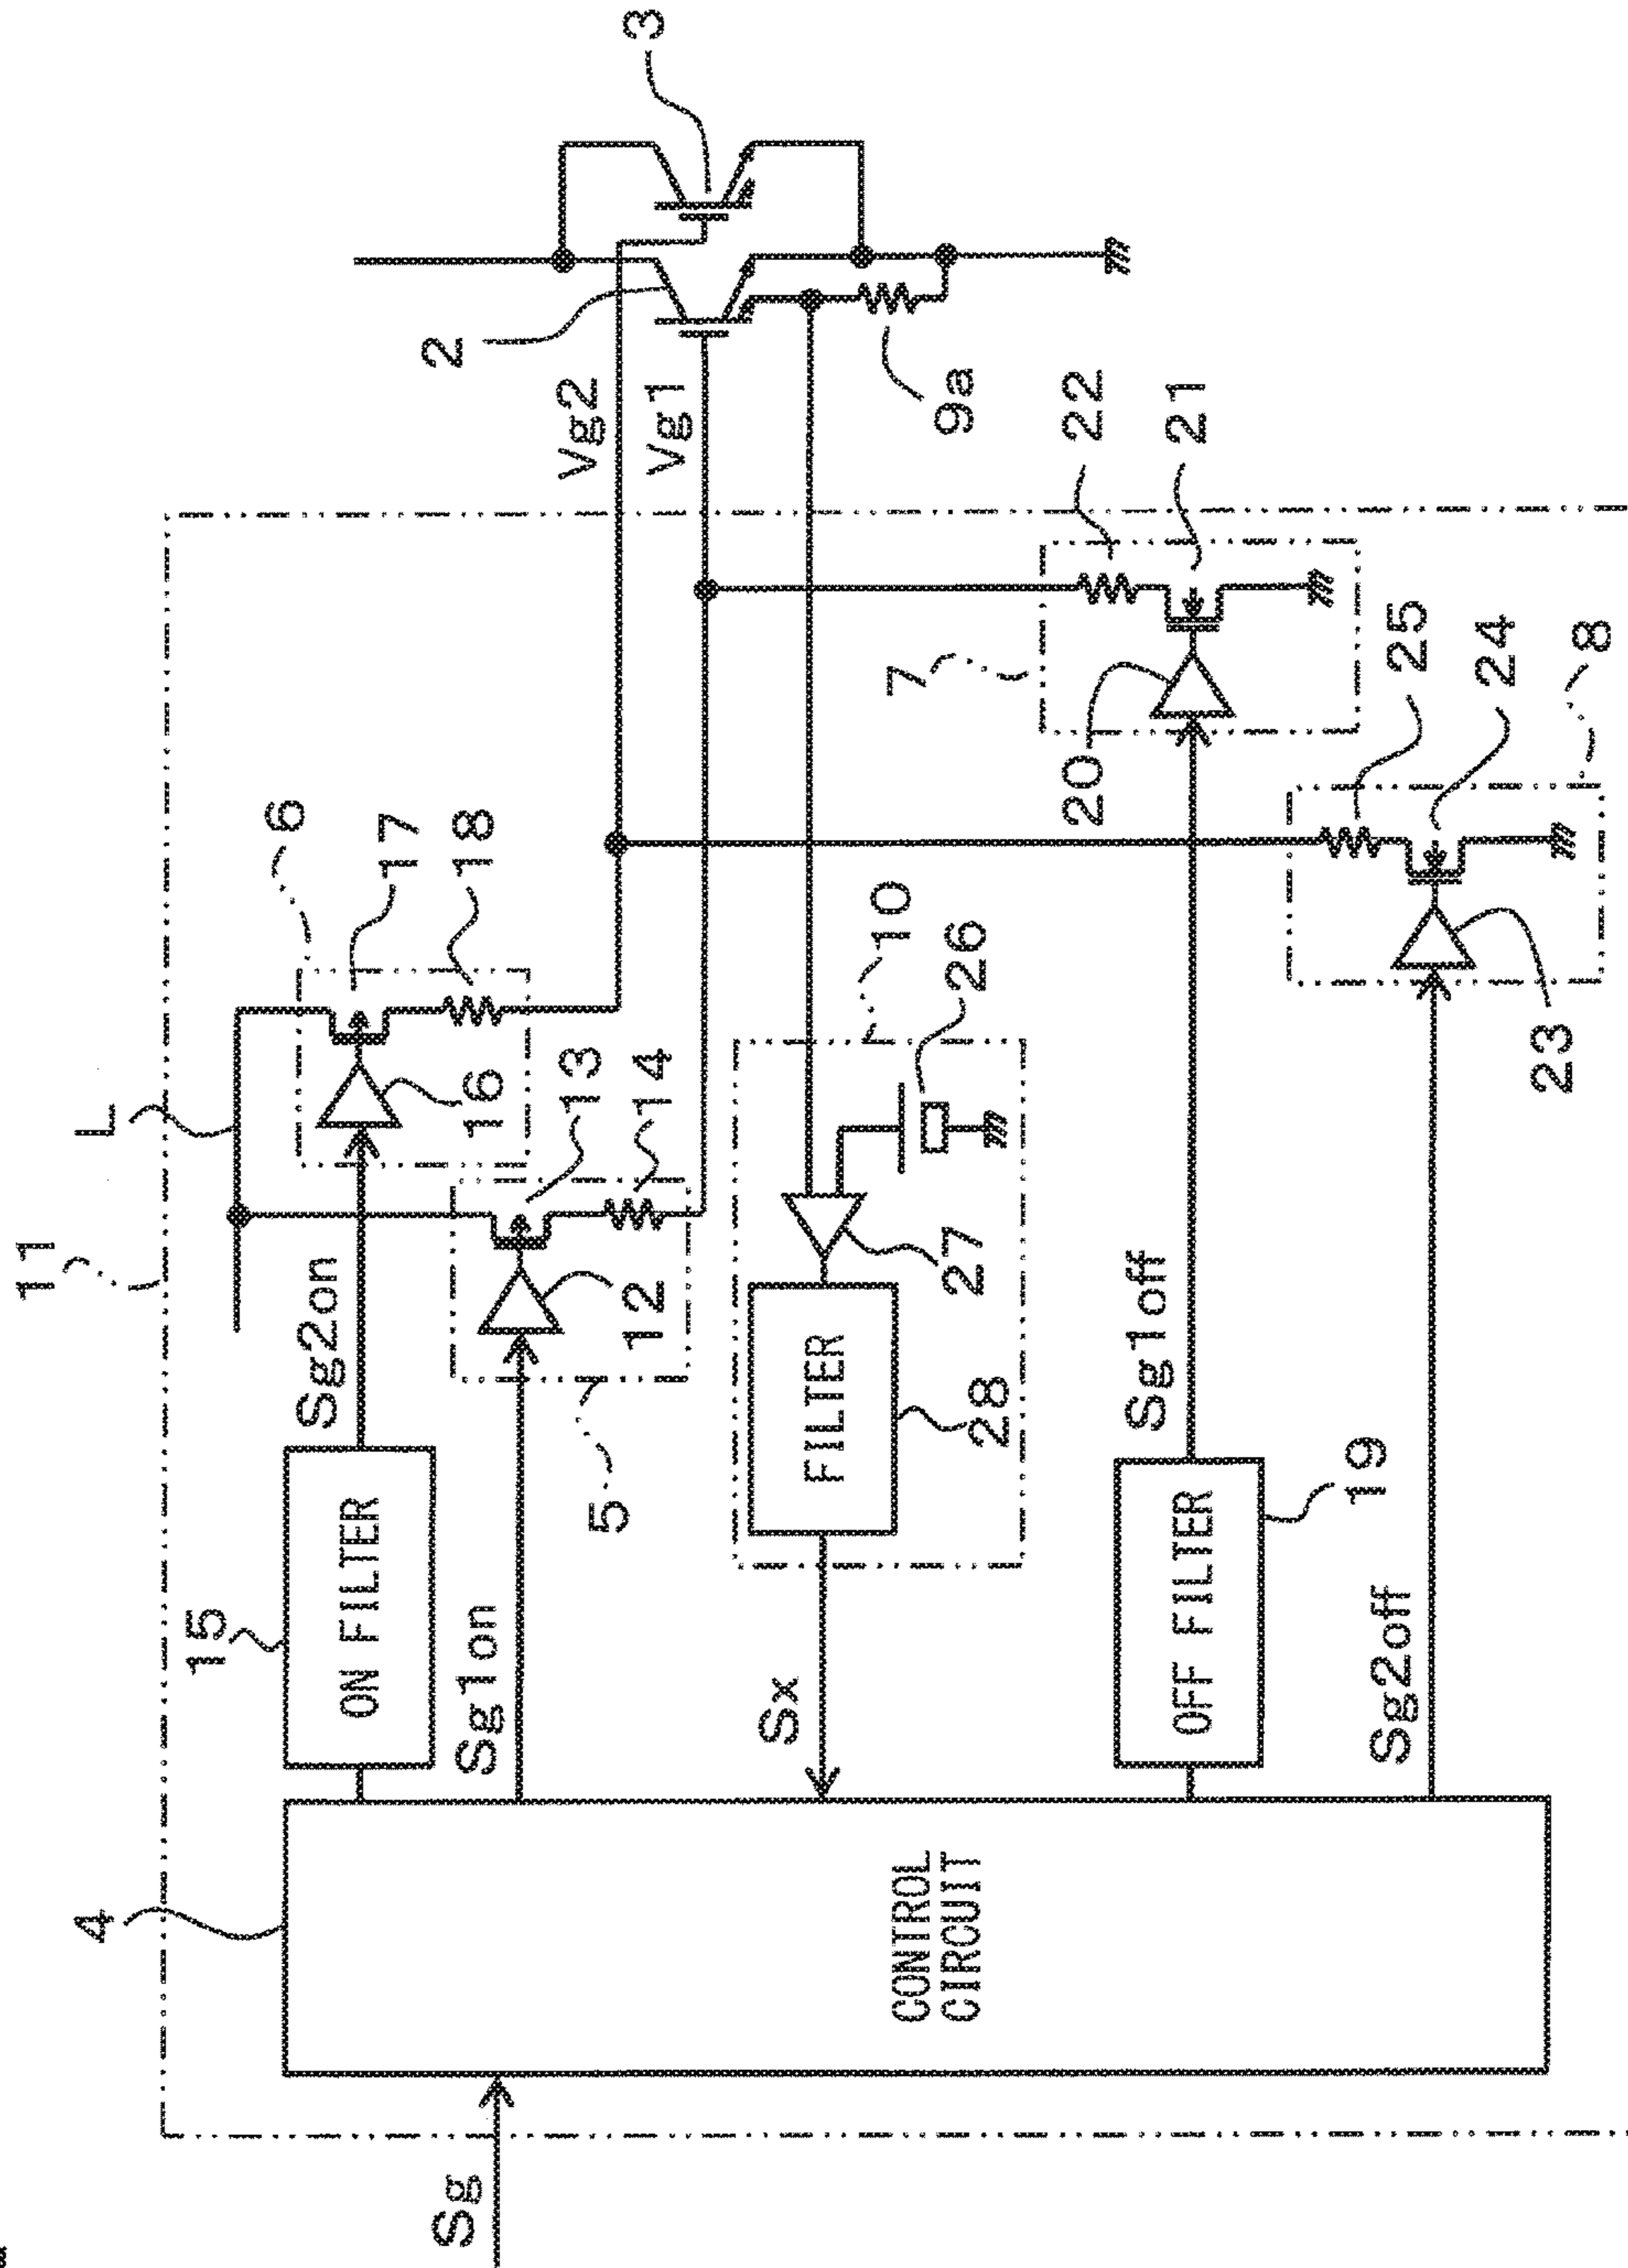 11
L
6
17
18
Sg2on
16
15
ON FILTER
13
14
Sg1on
12
5
Vg2
Vg1
2
3
9a
4
CONTROL
CIRCUIT
Sg
Sx
FILTER
28
27
10
26
7
22
21
20
Sg1off
OFF FILTER
19
25
24
8
23
Sg2off